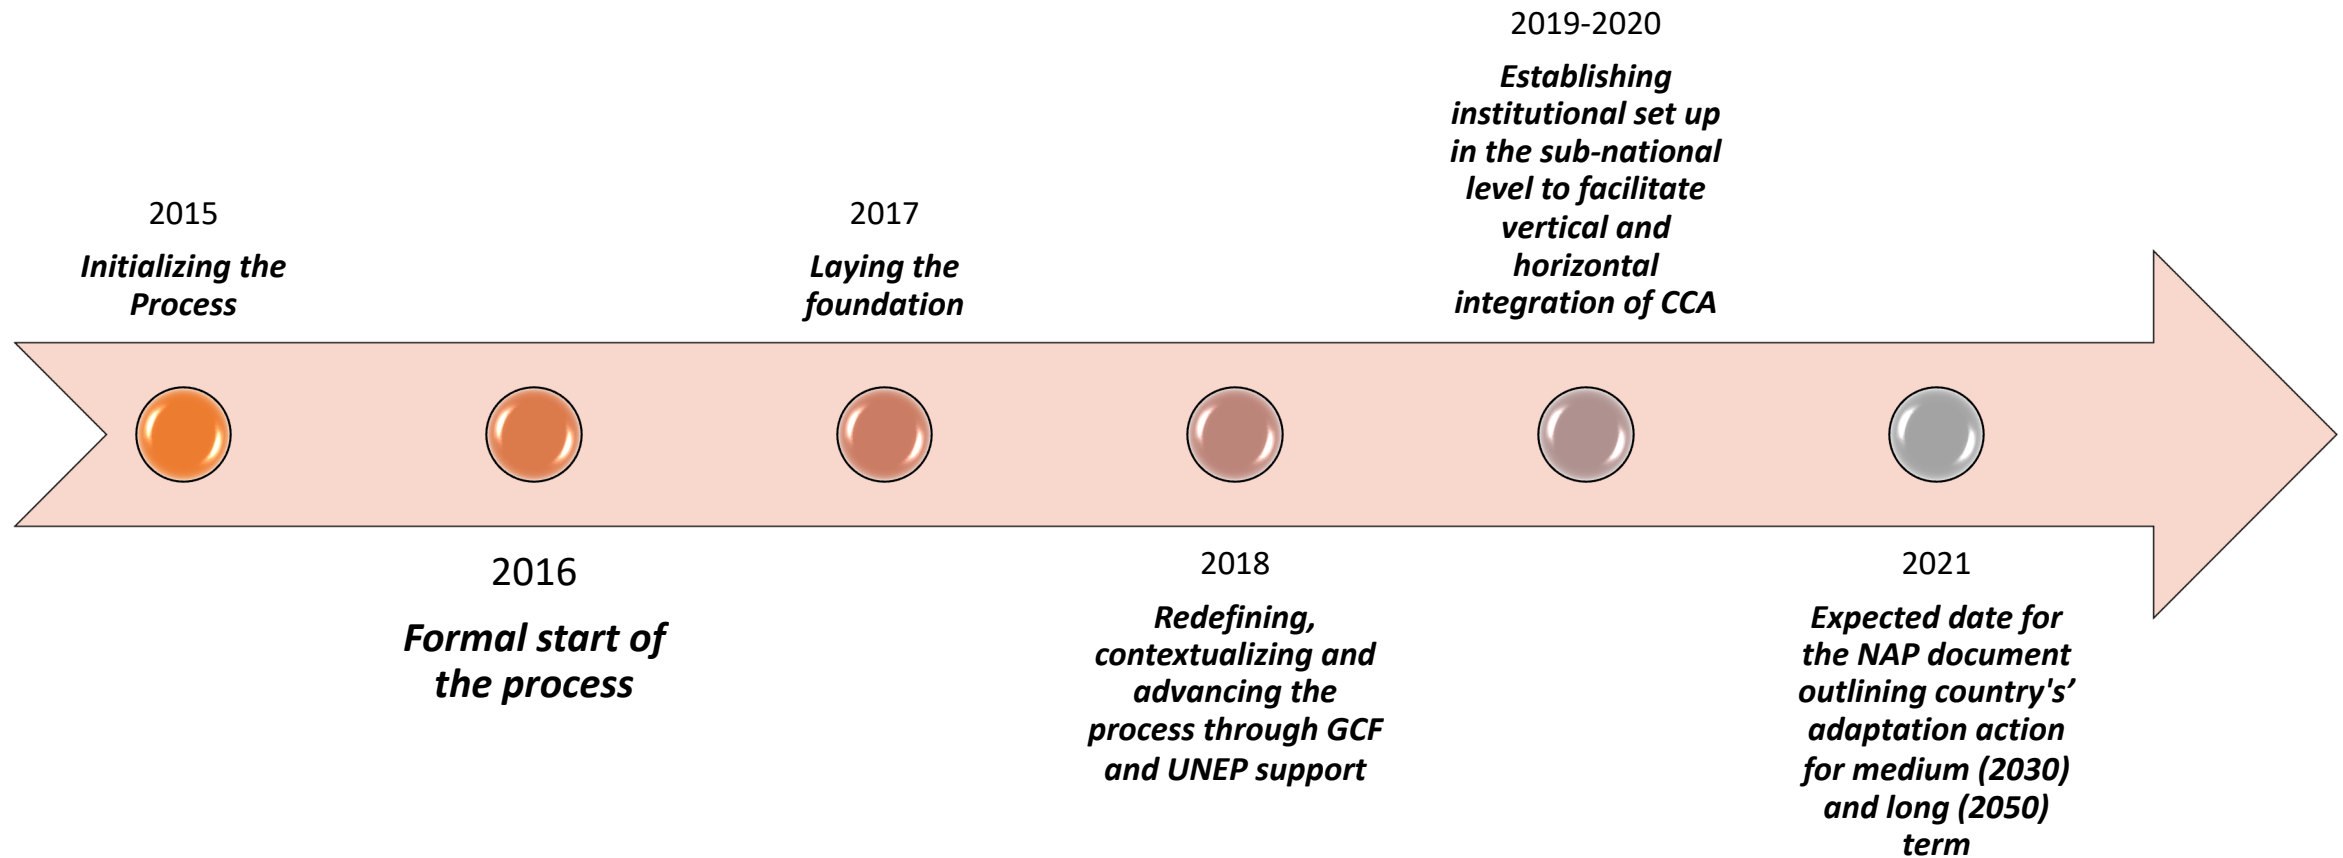 2015
Initializing the
Process
2016
Formal start of
the process
2017
Laying the
foundation
2018
Redefining,
contextualizing and
advancing the
process through GCF
and UNEP support
2019-2020
Establishing
institutional set up
in the sub-national
level to facilitate
vertical and
horizontal
integration of CCA
2021
Expected date for
the NAP document
outlining country's’
adaptation action
for medium (2030)
and long (2050)
term